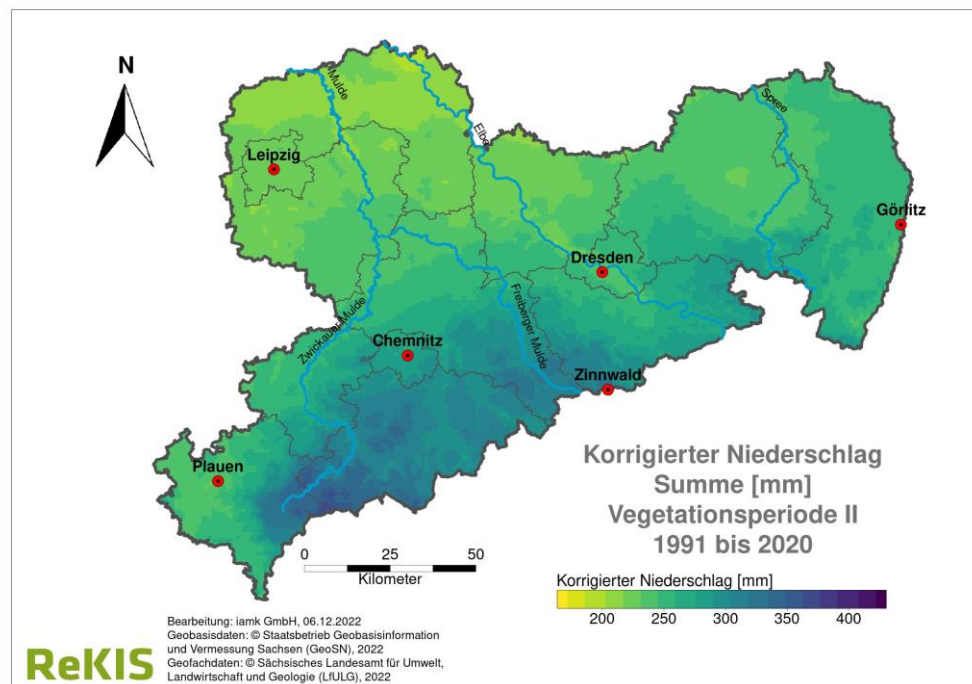 N
Mulde
Elbe
Spree
Leipzig
Görlitz
Dresden
Zwickauer Mulde
Freiberger Mulde
Chemnitz
Zinnwald
Plauen
Korrigierter Niederschlag
Summe [mm]
Vegetationsperiode II
1991 bis 2020
0 25 50
Kilometer
Korrigierter Niederschlag [mm]
200 250 300 350 400
ReKIS
Bearbeitung: iamk GmbH, 06.12.2022
Geobasisdaten: © Staatsbetrieb Geobasisinformation
und Vermessung Sachsen (GeoSN), 2022
Geofachdaten: © Sächsisches Landesamt für Umwelt,
Landwirtschaft und Geologie (LfULG), 2022